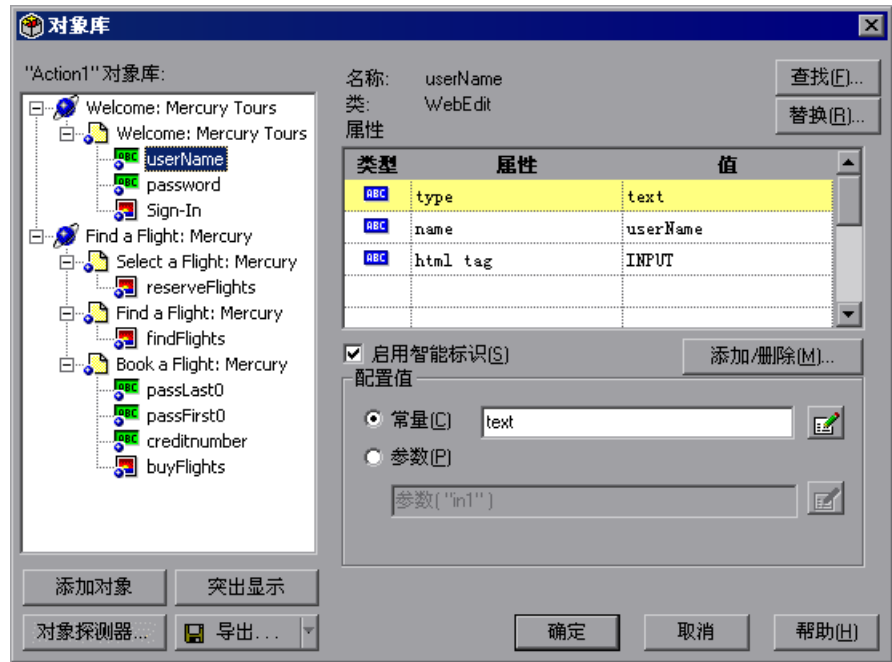 对象库
"Action1"对象库:
Welcome: Mercury Tours
Welcome: Mercury Tours
userName
password
Sign-In
Find a Flight: Mercury
Select a Flight: Mercury
reserveFlights
Find a Flight: Mercury
findFlights
Book a Flight: Mercury
passLast0
passFirst0
creditnumber
buyFlights
添加对象
突出显示
对象探测器...
导出...
名称: userName
类: WebEdit
属性
查找(F)...
替换(R)...
类型 属性 值
ABC type text
ABC name userName
ABC html tag INPUT
启用智能标识(S)
添加/删除(M)...
配置值
常量(C) text
参数(P)
参数("in1")
确定
取消
帮助(H)